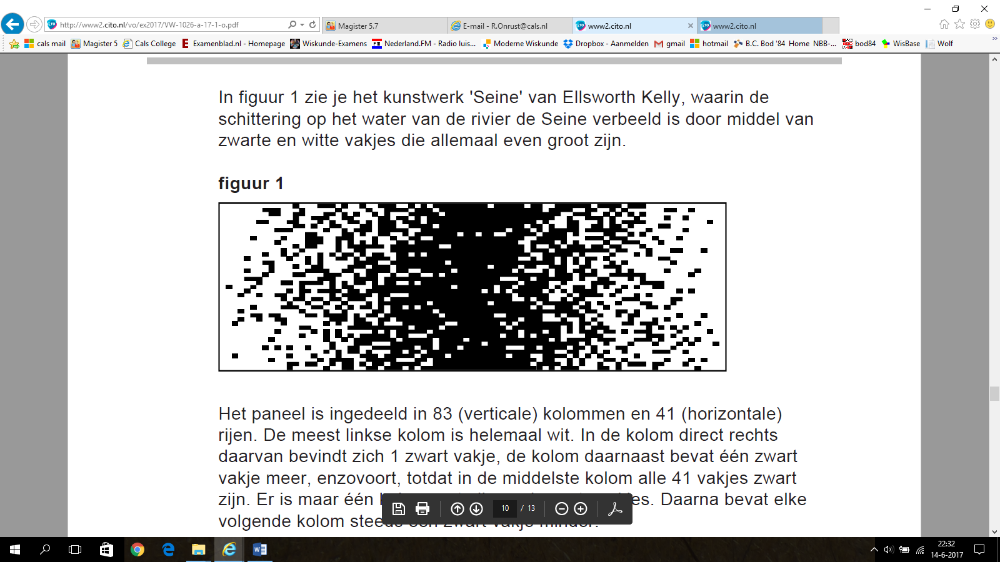 http://www2.cito.nl/vo/ex2017/VW-1026-a-17-1-o.pdf
Magister 5.7
E-mail - R.Onrust@cals.nl
www2.cito.nl
www2.cito.nl
cals mail
Magister 5
Cals College
Examenblad.nl - Homepage
Wiskunde-Examens
Nederland.FM - Radio luis...
Moderne Wiskunde
Dropbox - Aanmelden
gmail
hotmail
B.C. Bod '84 Home NBB-...
bod84
WisBase
Wolf
In figuur 1 zie je het kunstwerk 'Seine' van Ellsworth Kelly, waarin de
schittering op het water van de rivier de Seine verbeeld is door middel van
zwarte en witte vakjes die allemaal even groot zijn.
figuur 1
Het paneel is ingedeeld in 83 (verticale) kolommen en 41 (horizontale)
rijen. De meest linkse kolom is helemaal wit. In de kolom direct rechts
daarvan bevindt zich 1 zwart vakje, de kolom daarnaast bevat één zwart
vakje meer, enzovoort, totdat in de middelste kolom alle 41 vakjes zwart
zijn. Er is maar één Daarna bevat elke
volgende kolom steeds één zwart vakje minder.
10 / 13
22:32
14-6-2017